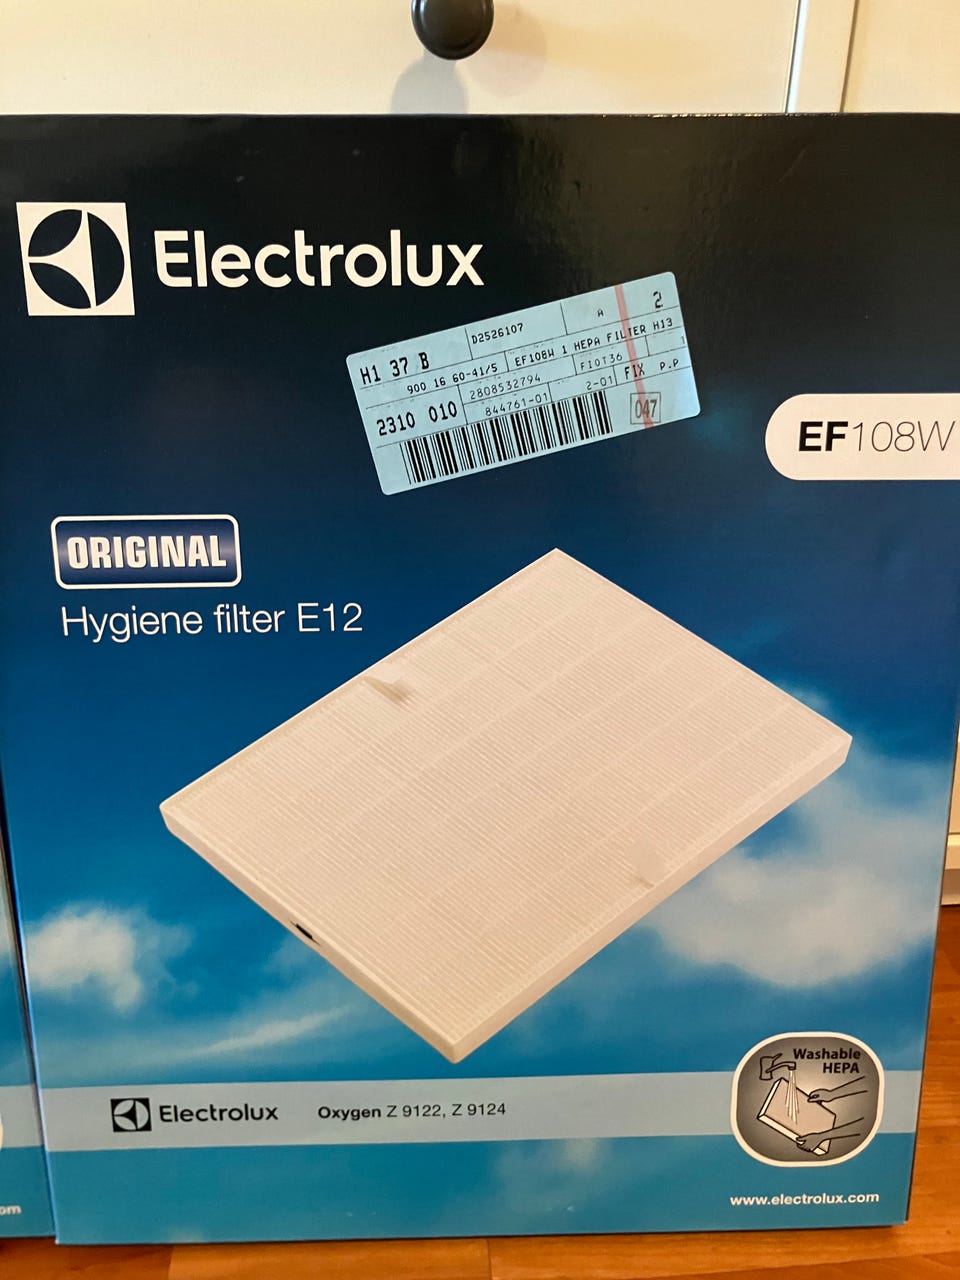 Electrolux
D2526107
A
2
H1 37 B
900 16 60-41/5
EF108W 1 HEPA FILTER H13
2310 010
2808532794
F10T36
1
844761-01
2-01
FIX
P.P
047
EF108W
ORIGINAL
Hygiene filter E12
Washable
HEPA
Electrolux
Oxygen Z 9122, Z 9124
www.electrolux.com
om